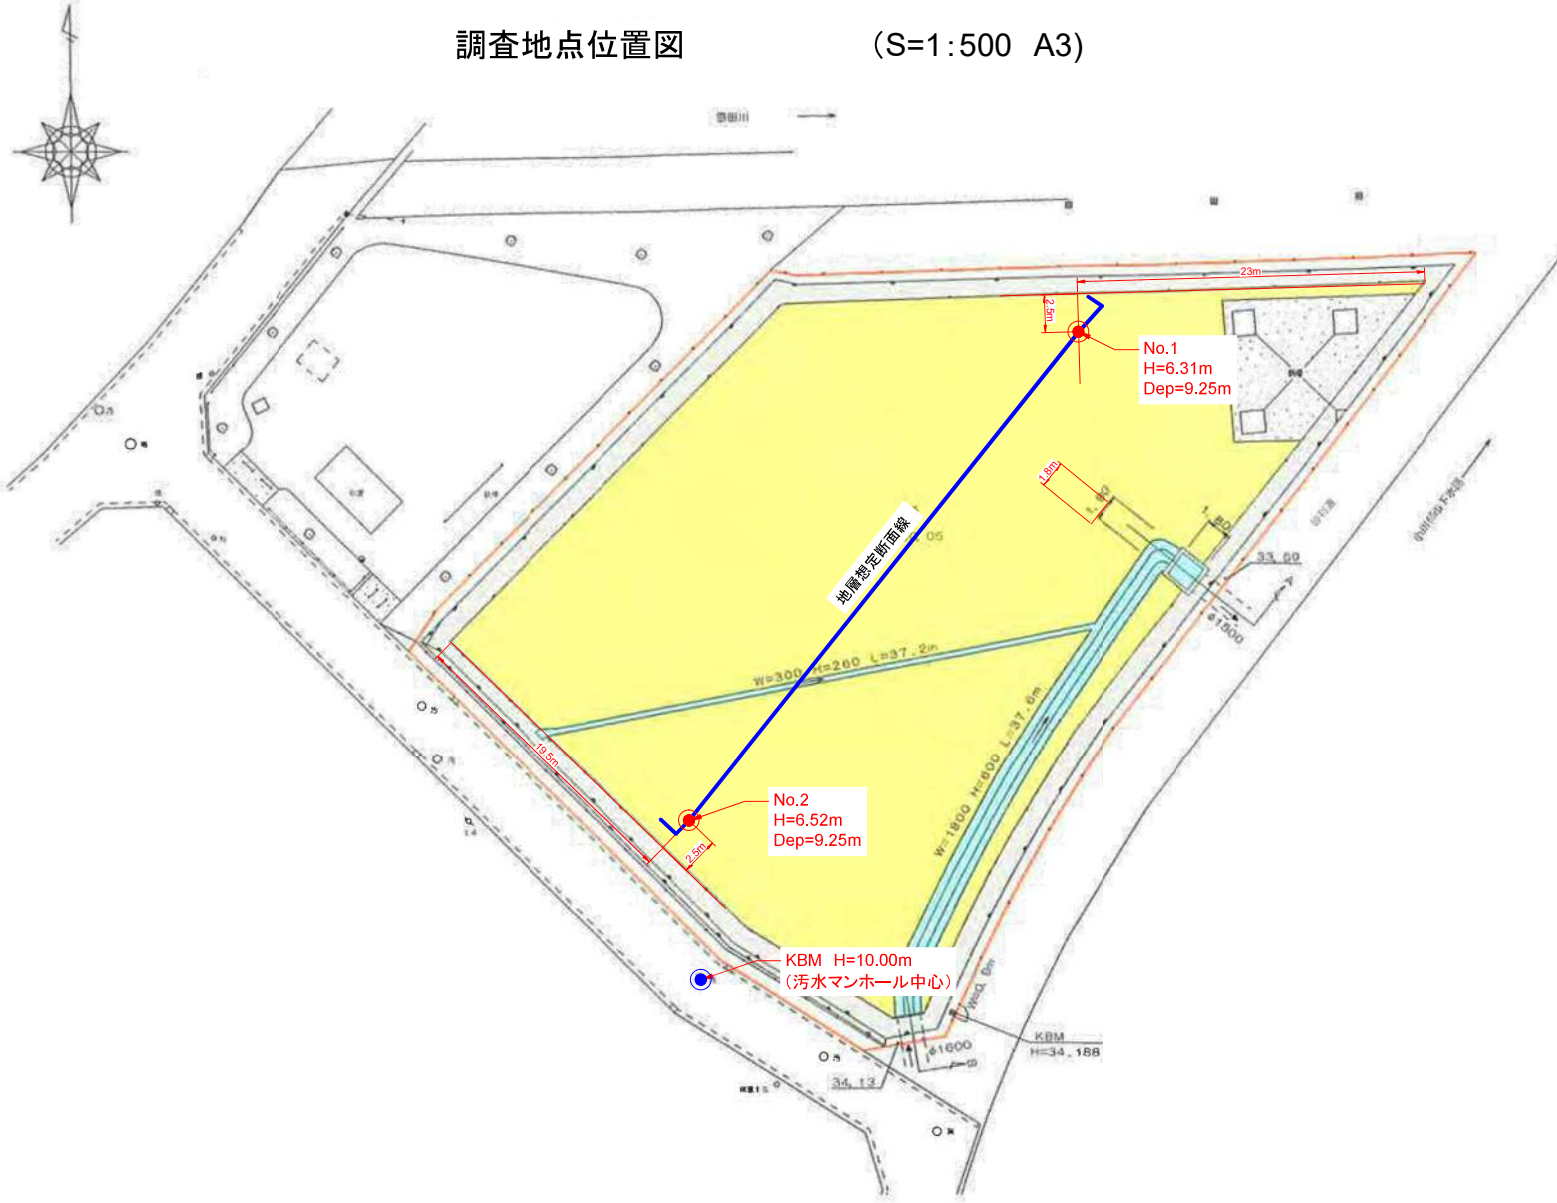 調査地点位置図 （S=1:500 A3)
23m
2.5m
No.1
H=6.31m
Dep=9.25m
1.8m
地層想定断面線
33.69
φ1500
W=300 H=260 L=37.2m
W=1800 H=600 L=37.6m
19.5m
No.2
H=6.52m
Dep=9.25m
2.5m
KBM H=10.00m
（汚水マンホール中心）
KBM
H=34.188
φ1600
34.13